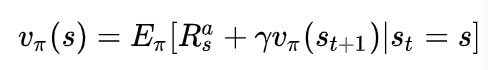 v_π(s) = E_π[R_s^a + γv_π(s_{t+1})|s_t = s]